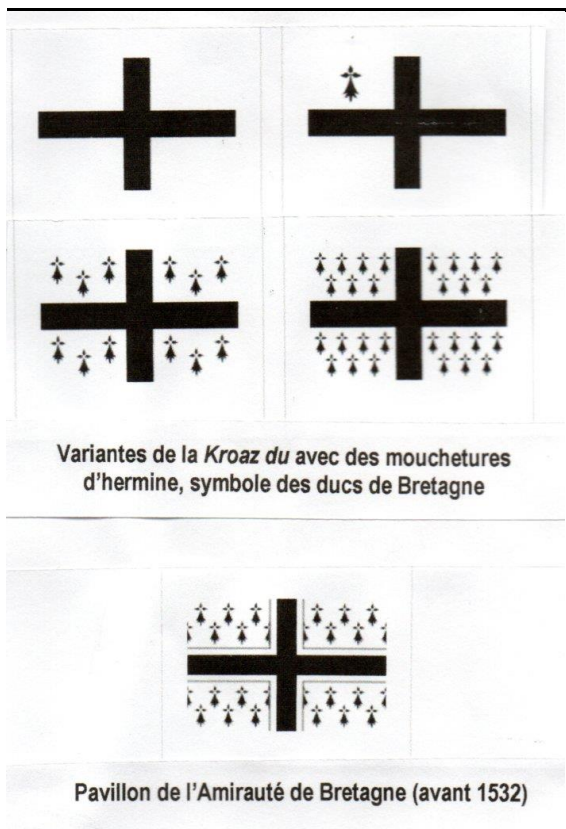 Variantes de la Kroaz du avec des mouchetures
d'hermine, symbole des ducs de Bretagne
Pavillon de l'Amirauté de Bretagne (avant 1532)